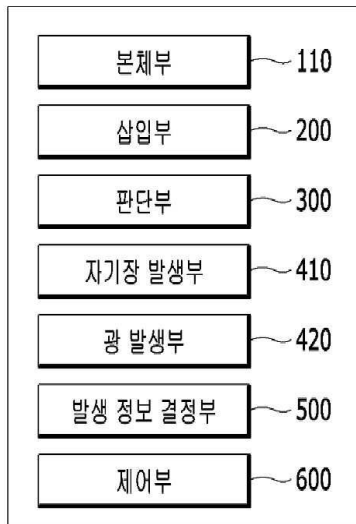 본체부 110
삽입부 200
판단부 300
자기장 발생부 410
광 발생부 420
발생 정보 결정부 500
제어부 600